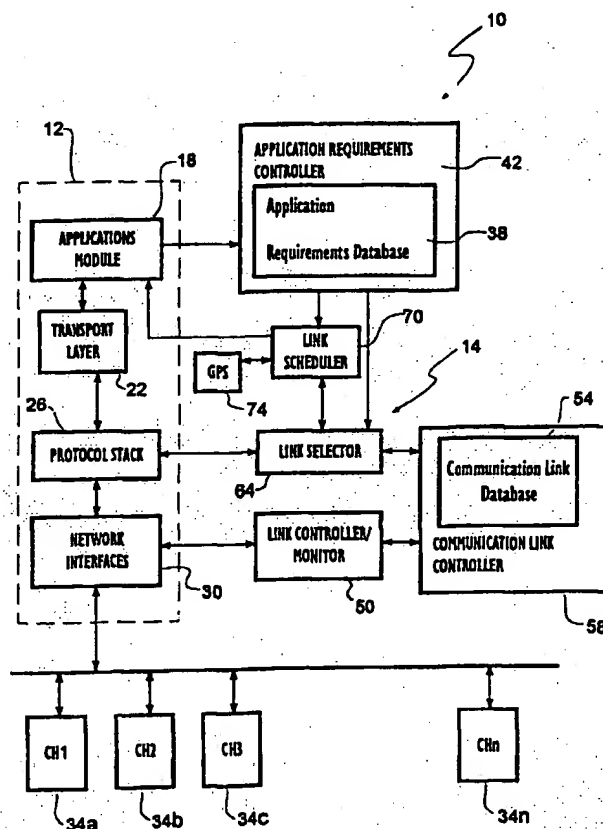 10
12
18
APPLICATION REQUIREMENTS
CONTROLLER
42
Application
Requirements Database
38
APPLICATIONS
MODULE
TRANSPORT
LAYER
22
LINK
SCHEDULER
70
GPS
74
14
26
PROTOCOL STACK
LINK SELECTOR
64
54
Communication Link
Database
COMMUNICATION LINK
CONTROLLER
58
NETWORK
INTERFACES
30
LINK CONTROLLER/
MONITOR
50
CH1
CH2
CH3
CHn
34a
34b
34c
34n